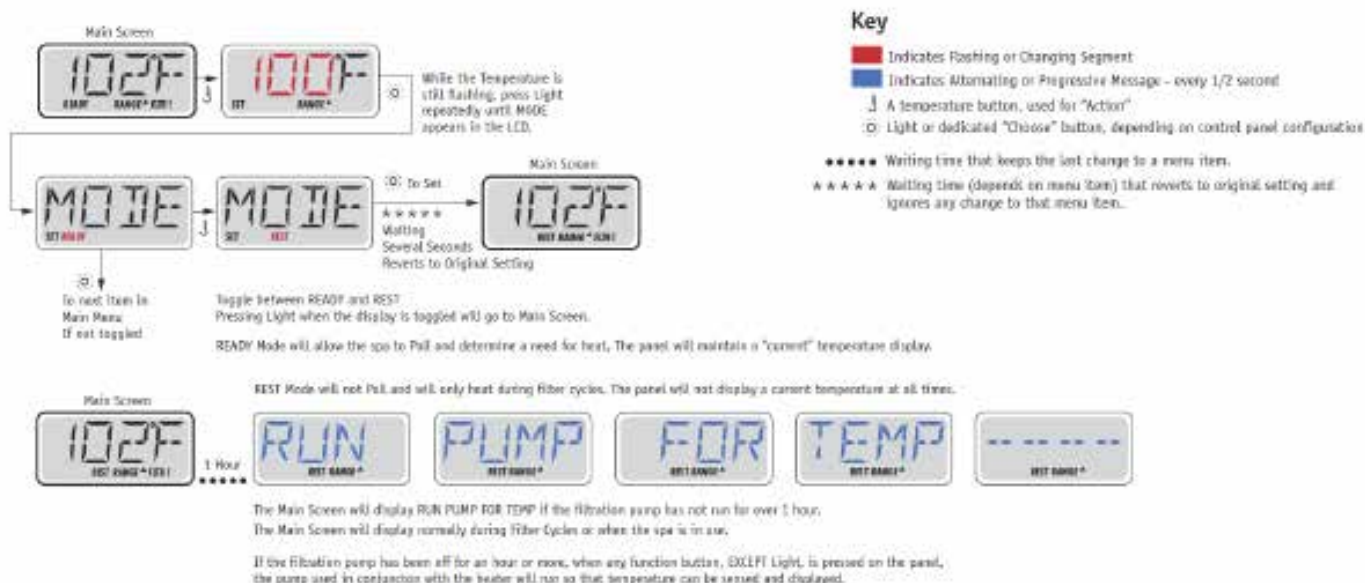 Main Screen
102°F
READY RANGE FLTR1
100°F
SET RANGE
While the Temperature is
still flashing, press Light
repeatedly until MODE
appears in the LCD.
Key
Indicates Flashing or Changing Segment
Indicates Alternating or Progressive Message - every 1/2 second
A temperature button, used for "Action"
Light or dedicated "Choose" button, depending on control panel configuration
••••• Waiting time that keeps the last change to a menu item.
★★★★★ Waiting time (depends on menu item) that reverts to original setting and
ignores any change to that menu item.
MODE
SET READY
MODE
SET REST
To Set
★★★★★
Waiting
Several Seconds
Reverts to Original Setting
Main Screen
102°F
REST RANGE FLTR1
To next item in
Main Menu
If not toggled
Toggle between READY and REST
Pressing Light when the display is toggled will go to Main Screen.
READY Mode will allow the spa to Poll and determine a need for heat. The panel will maintain a "current" temperature display.
REST Mode will not Poll and will only heat during filter cycles. The panel will not display a current temperature at all times.
Main Screen
102°F
REST RANGE FLTR1
1 Hour
•••••
RUN
REST RANGE
PUMP
REST RANGE
FOR
REST RANGE
TEMP
REST RANGE
-- -- -- --
REST RANGE
The Main Screen will display RUN PUMP FOR TEMP if the filtration pump has not run for over 1 hour.
The Main Screen will display normally during Filter Cycles or when the spa is in use.
If the filtration pump has been off for an hour or more, when any function button, EXCEPT Light, is pressed on the panel,
the pump used in conjunction with the heater will run so that temperature can be sensed and displayed.